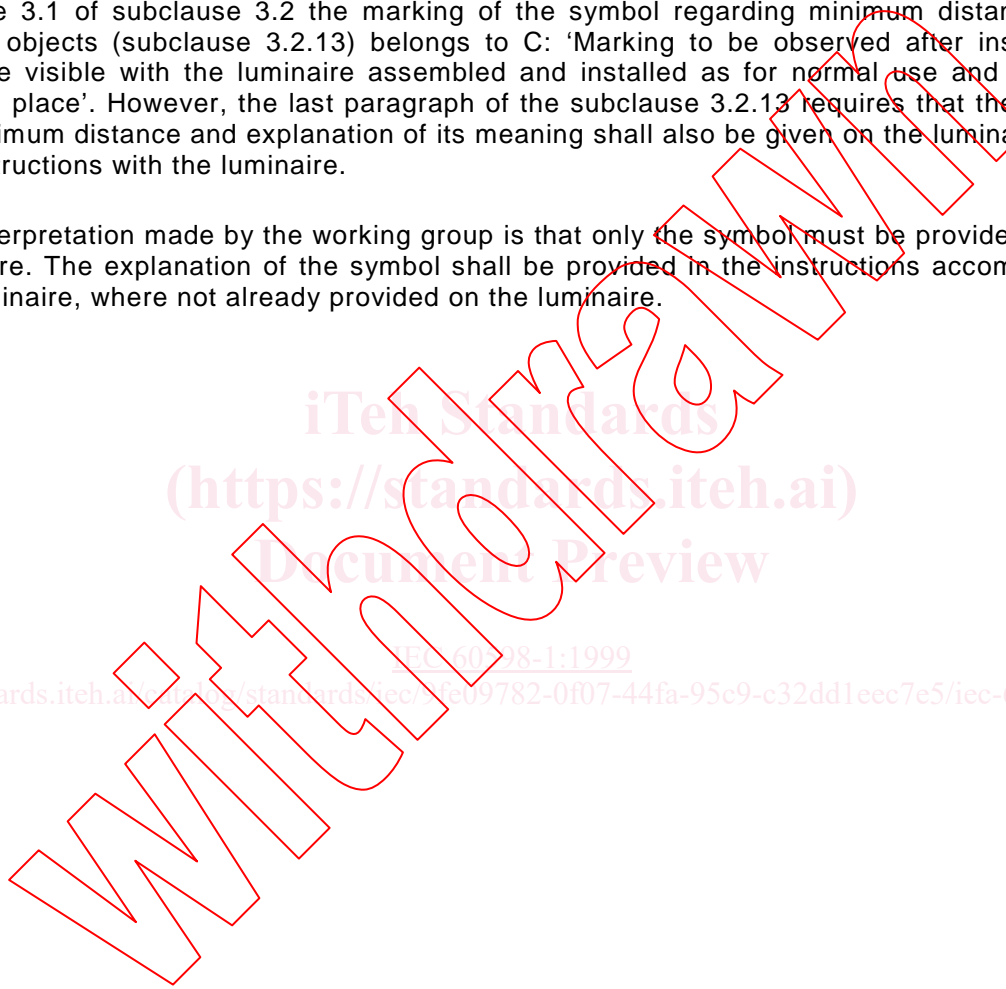 e 3.1 of subclause 3.2 the marking of the symbol regarding minimum distan
objects (subclause 3.2.13) belongs to C: ‘Marking to be observed after ins
e visible with the luminaire assembled and installed as for normal use and
place’. However, the last paragraph of the subclause 3.2.13 requires that the
imum distance and explanation of its meaning shall also be given on the lumina
tructions with the luminaire.
erpretation made by the working group is that only the symbol must be provide
re. The explanation of the symbol shall be provided in the instructions accom
inaire, where not already provided on the luminaire.
iTeh Standards
(https://standards.iteh.ai)
Document Preview
IEC 60598-1:1999
ards.iteh.ai/catalog/standards/iec/9fe09782-0f07-44fa-95c9-c32dd1eec7e5/iec-6
withdrawn